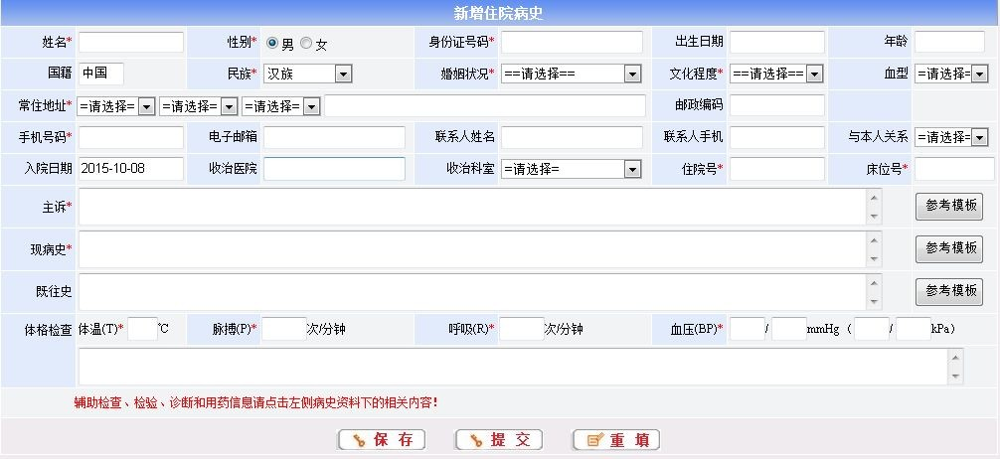 新增住院病史
姓名* 性别* 男 女 身份证号码* 出生日期 年龄
国籍 中国 民族* 汉族 婚姻状况* ==请选择== 文化程度* ==请选择== 血型 =请选择=
常住地址* =请选择= =请选择= =请选择= 邮政编码
手机号码* 电子邮箱 联系人姓名 联系人手机 与本人关系 =请选择=
入院日期 2015-10-08 收治医院 收治科室 =请选择= 住院号* 床位号*
主诉* 参考模板
现病史* 参考模板
既往史 参考模板
体格检查 体温(T)* ℃ 脉搏(P)* 次/分钟 呼吸(R)* 次/分钟 血压(BP)* / mmHg ( / kPa)
辅助检查、检验、诊断和用药信息请点击左侧病史资料下的相关内容!
保存 提交 重填